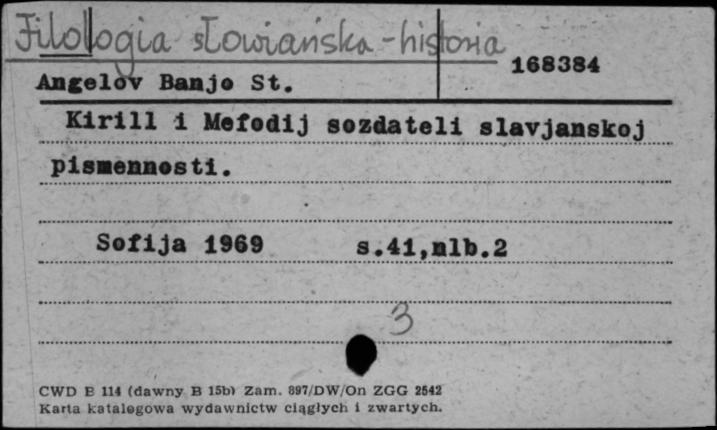 Filologia słowiańska - historia
168384
Angelov Banjo St.
Kirill i Mefodij sozdateli slavjanskoj
pismennosti.
Sofija 1969 s.41,nlb.2
3
CWD B 114 (dawny B 15b) Zam. 897/DW/On ZGG 2542
Karta katalogowa wydawnictw ciągłych i zwartych.